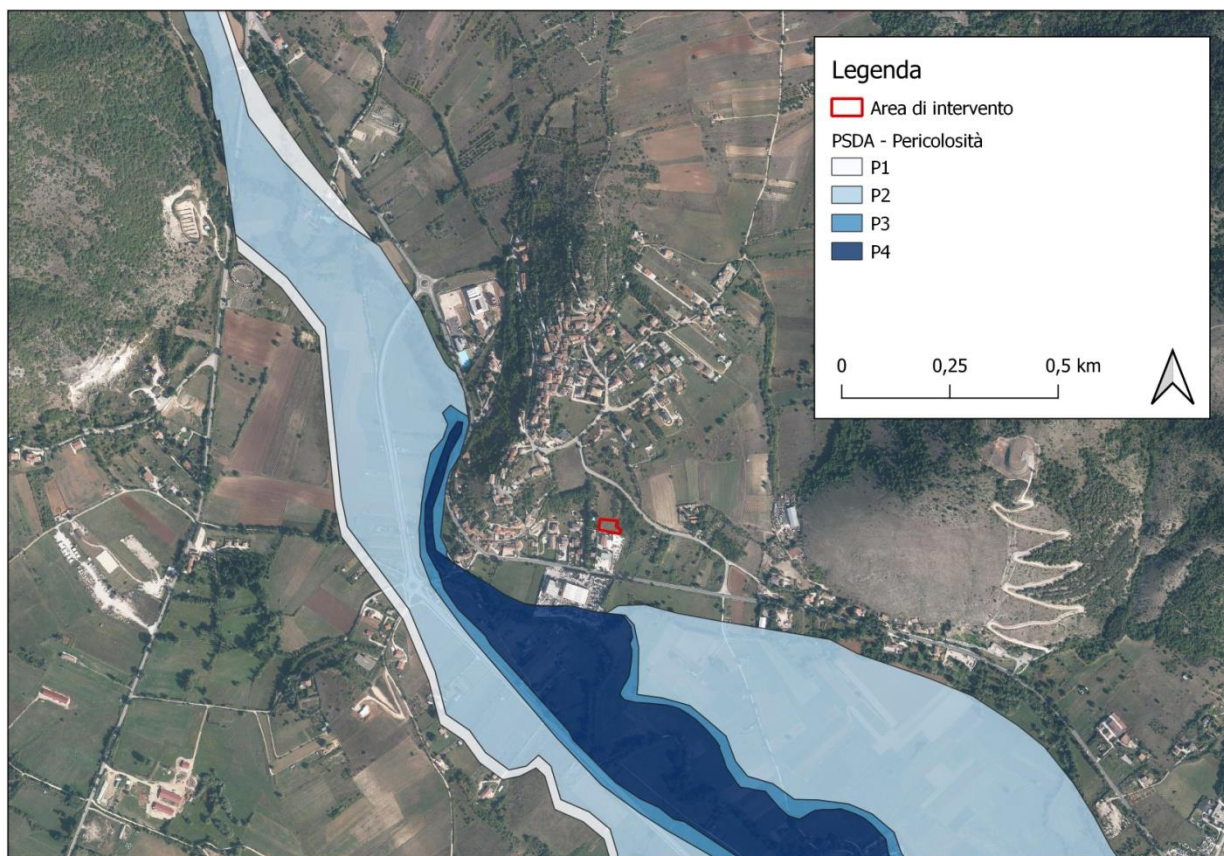 Legenda
Area di intervento
PSDA - Pericolosità
P1
P2
P3
P4
0 0,25 0,5 km